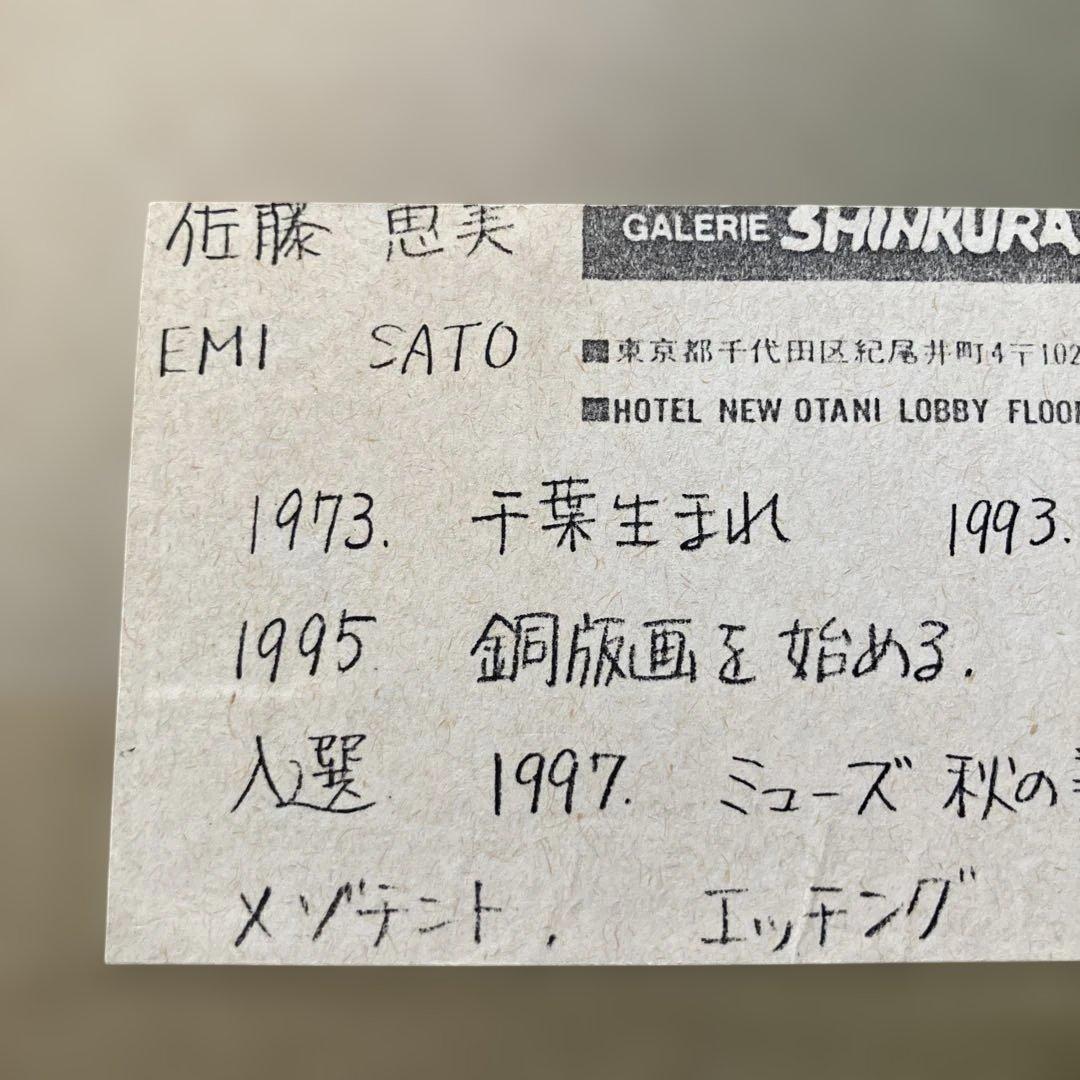 佐藤 恵美
GALERIE SHINKURA
EMI SATO
■東京都千代田区紀尾井町4〒102
■HOTEL NEW OTANI LOBBY FLOOR
1973. 千葉生まれ 1993.
1995 銅版画を始める.
入選 1997. ミューズ 秋の
メゾチント. エッチング